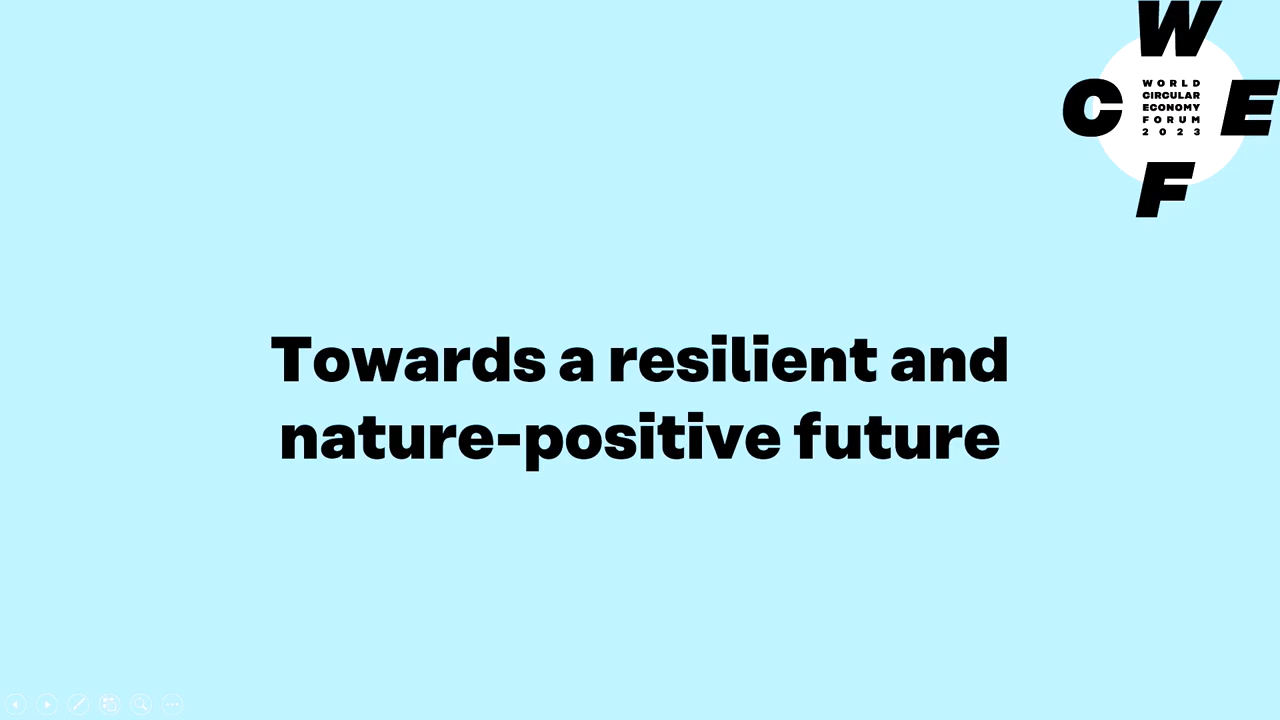 W
C
E
F
WORLD
CIRCULAR
ECONOMY
FORUM
2023
Towards a resilient and
nature-positive future